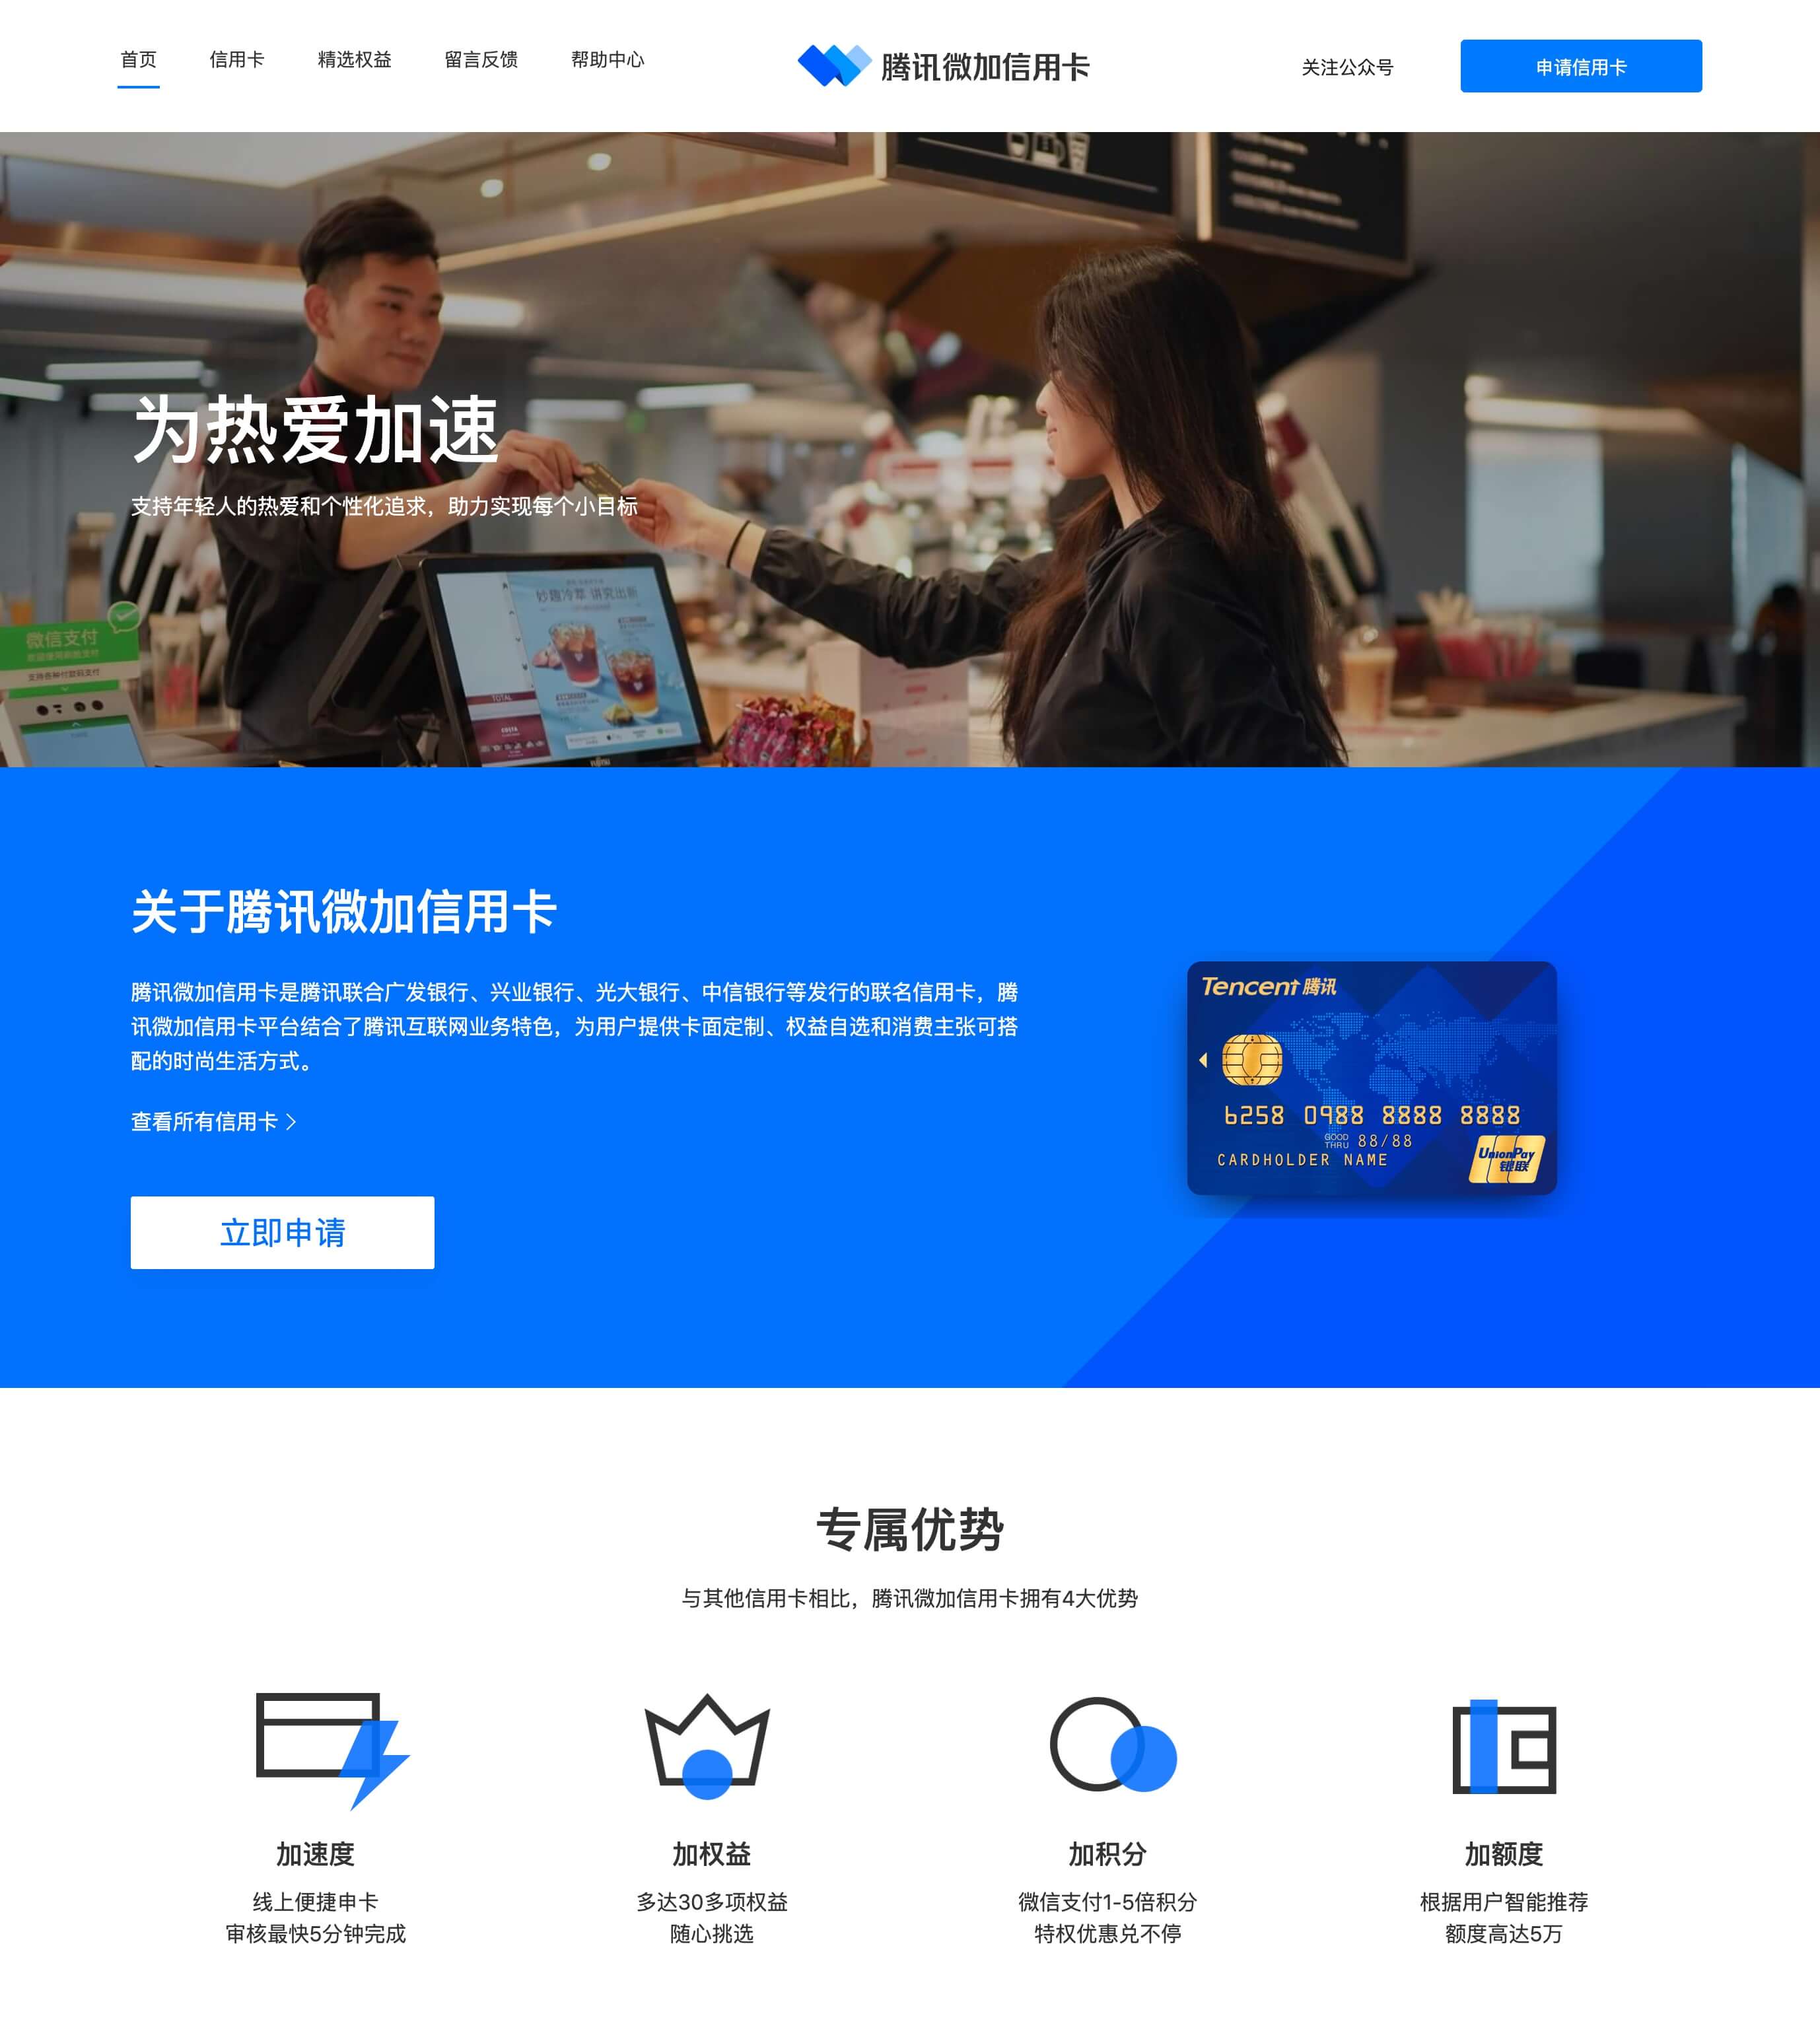 首页 信用卡 精选权益 留言反馈 帮助中心
腾讯微加信用卡
关注公众号
申请信用卡
为热爱加速
支持年轻人的热爱和个性化追求，助力实现每个小目标
妙趣冷萃 讲究出新
微信支付
TOTAL
COSTA
FUJITSU
关于腾讯微加信用卡
腾讯微加信用卡是腾讯联合广发银行、兴业银行、光大银行、中信银行等发行的联名信用卡，腾
讯微加信用卡平台结合了腾讯互联网业务特色，为用户提供卡面定制、权益自选和消费主张可搭
配的时尚生活方式。
查看所有信用卡
立即申请
Tencent 腾讯
6258 0988 8888 8888
GOOD
THRU 88/88
CARDHOLDER NAME
UnionPay
银联
专属优势
与其他信用卡相比，腾讯微加信用卡拥有4大优势
加速度
线上便捷申卡
审核最快5分钟完成
加权益
多达30多项权益
随心挑选
加积分
微信支付1-5倍积分
特权优惠兑不停
加额度
根据用户智能推荐
额度高达5万